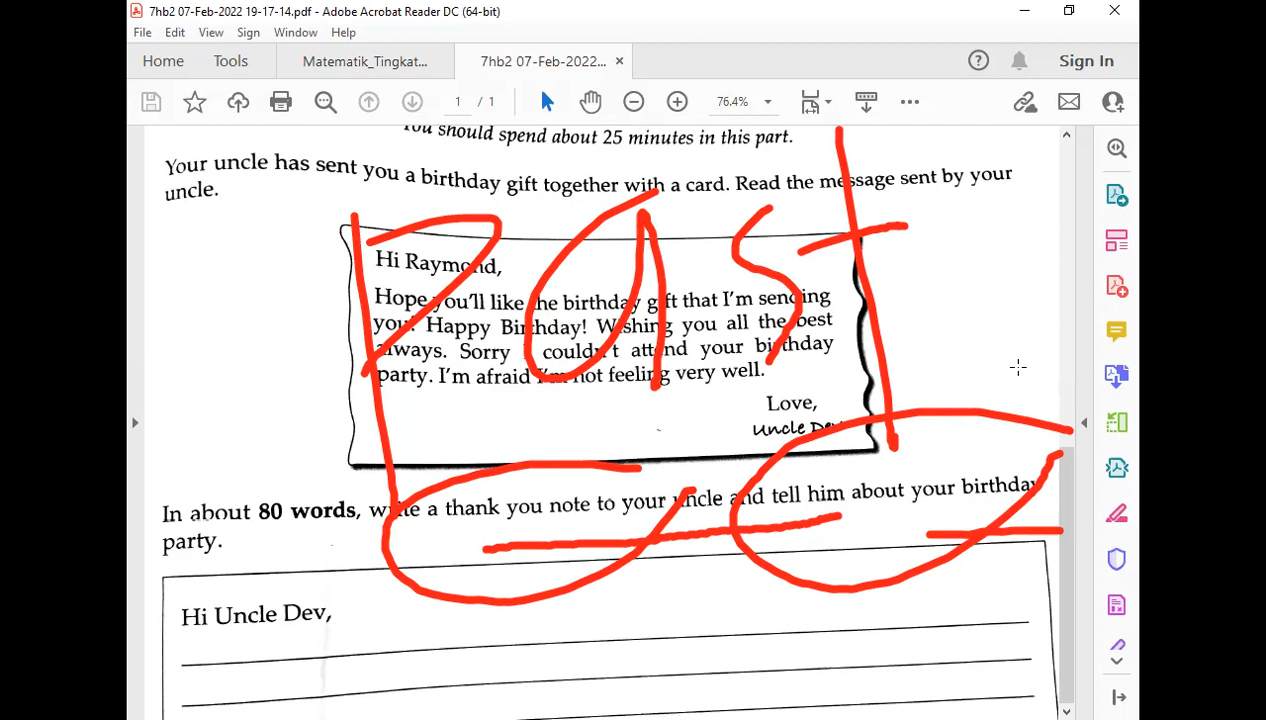 7hb2 07-Feb-2022 19-17-14.pdf - Adobe Acrobat Reader DC (64-bit)
File Edit View Sign Window Help
Home Tools Matematik_Tingkat... 7hb2 07-Feb-2022... × Sign In
1 / 1 76.4%
You should spend about 25 minutes in this part.
Your uncle has sent you a birthday gift together with a card. Read the message sent by your
uncle.
Hi Raymond,
Hope you'll like the birthday gift that I'm sending
you! Happy Birthday! Wishing you all the best
always. Sorry I couldn't attend your birthday
party. I'm afraid I'm not feeling very well.
Love,
Uncle Dev
In about 80 words, write a thank you note to your uncle and tell him about your birthday
party.
Hi Uncle Dev,